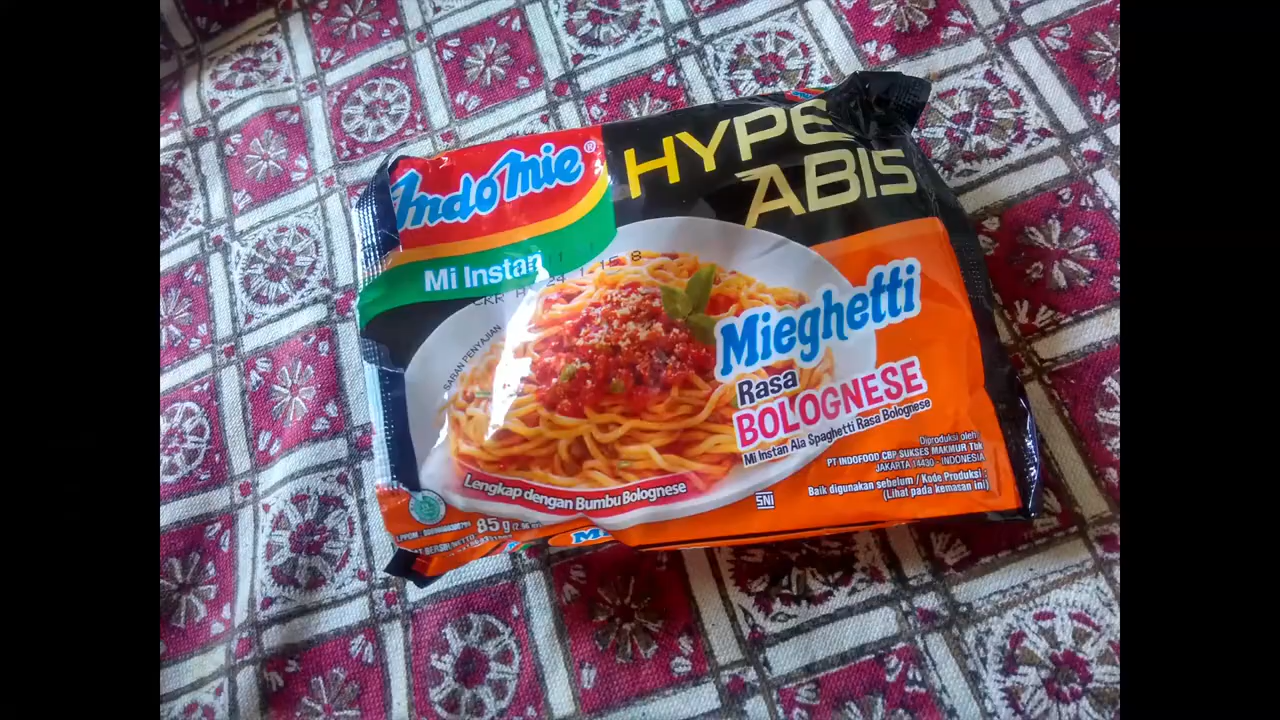 IndoMie®
Mi Instan
HYPE
ABIS
SARAN PENYAJIAN
Mieghetti
Rasa
BOLOGNESE
Mi Instan Ala Spaghetti Rasa Bolognese
Lengkap dengan Bumbu Bolognese
Diproduksi oleh:
PT INDOFOOD CBP SUKSES MAKMUR Tbk
JAKARTA 14430 - INDONESIA
Baik digunakan sebelum / Kode Produksi :
(Lihat pada kemasan ini)
SNI
85 g